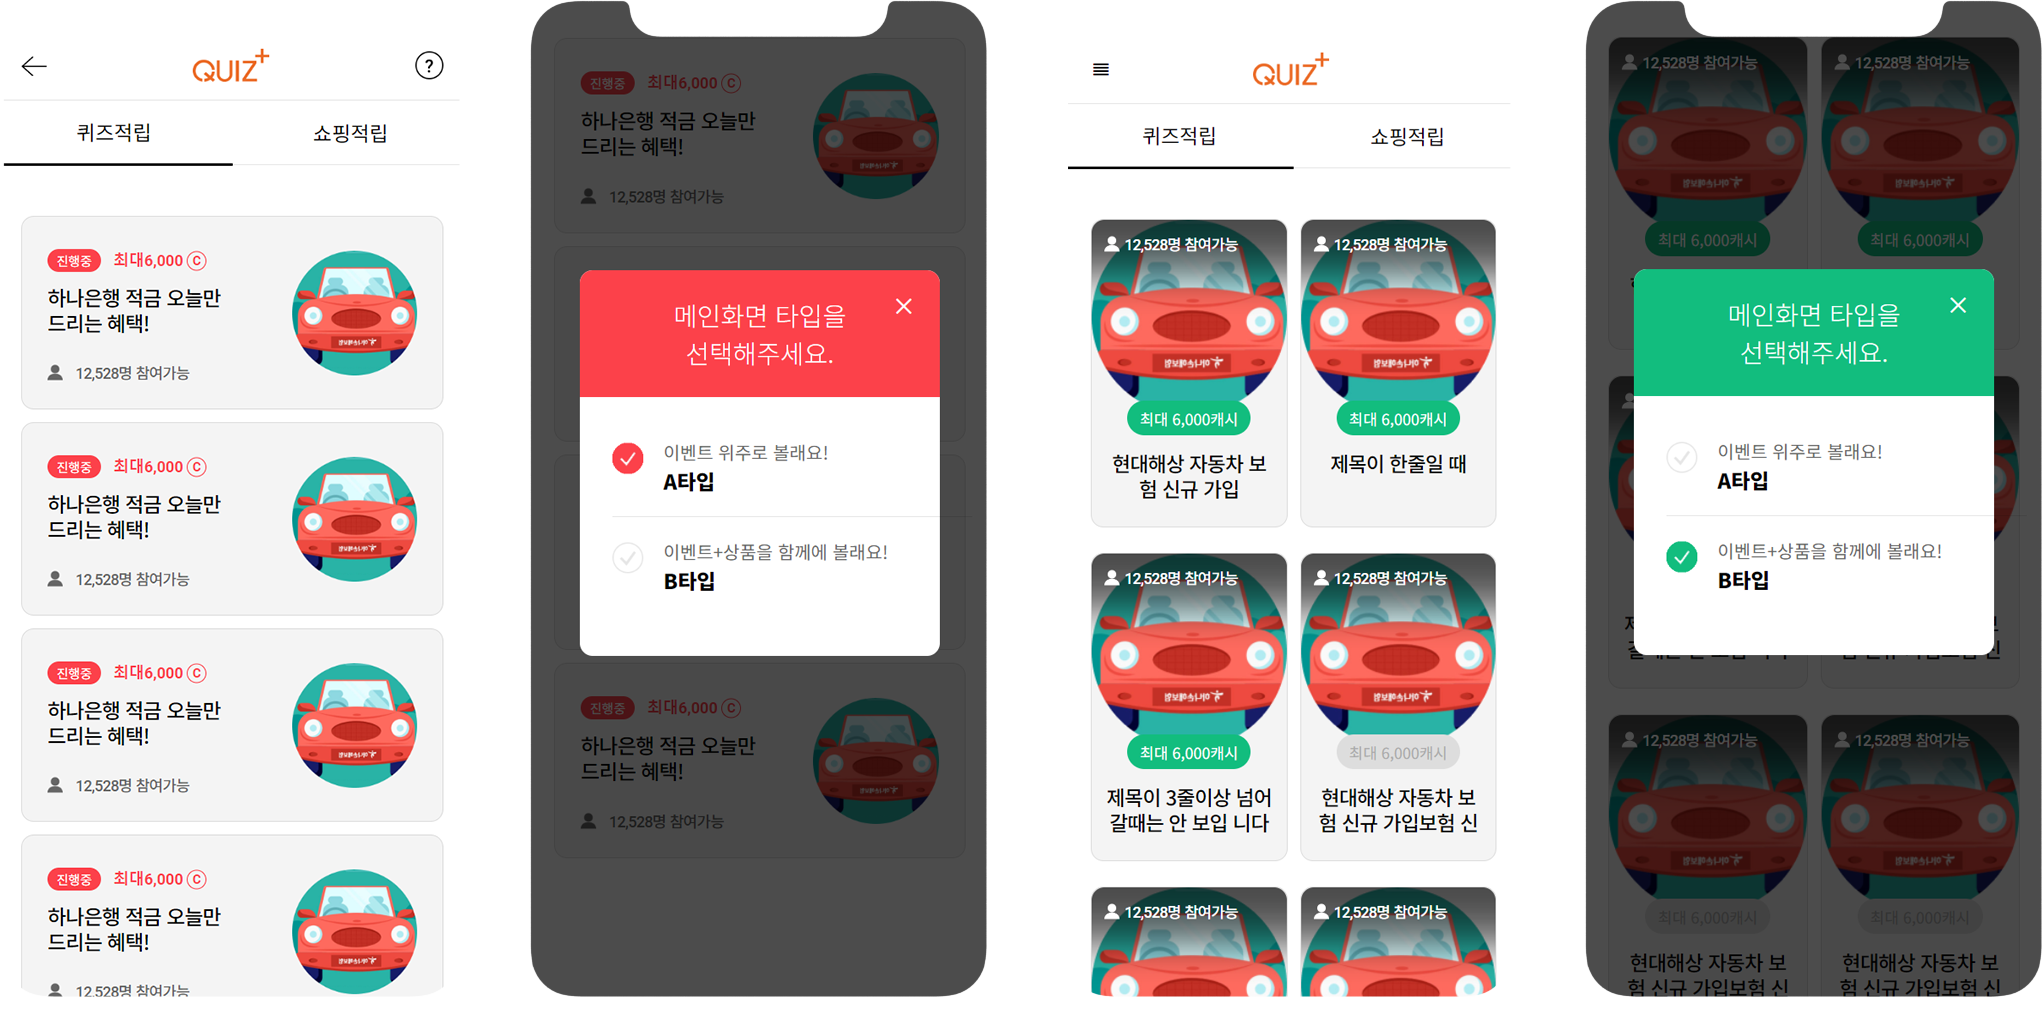 QUIZ+
?
퀴즈적립
쇼핑적립
진행중 최대6,000 C
하나은행 적금 오늘만
드리는 혜택!
12,528명 참여가능
진행중 최대6,000 C
하나은행 적금 오늘만
드리는 혜택!
12,528명 참여가능
진행중 최대6,000 C
하나은행 적금 오늘만
드리는 혜택!
12,528명 참여가능
진행중 최대6,000 C
하나은행 적금 오늘만
드리는 혜택!
12,528명 참여가능
진행중 최대6,000 C
하나은행 적금 오늘만
드리는 혜택!
12,528명 참여가능
메인화면 타입을
선택해주세요.
이벤트 위주로 볼래요!
A타입
이벤트+상품을 함께에 볼래요!
B타입
진행중 최대6,000 C
하나은행 적금 오늘만
드리는 혜택!
12,528명 참여가능
QUIZ+
퀴즈적립
쇼핑적립
12,528명 참여가능
최대 6,000캐시
현대해상 자동차 보
험 신규 가입
12,528명 참여가능
최대 6,000캐시
제목이 한줄일 때
12,528명 참여가능
최대 6,000캐시
제목이 3줄이상 넘어
갈때는 안 보입 니다
12,528명 참여가능
최대 6,000캐시
현대해상 자동차 보
험 신규 가입보험 신
12,528명 참여가능
12,528명 참여가능
12,528명 참여가능
최대 6,000캐시
12,528명 참여가능
최대 6,000캐시
메인화면 타입을
선택해주세요.
이벤트 위주로 볼래요!
A타입
이벤트+상품을 함께에 볼래요!
B타입
12,528명 참여가능
최대 6,000캐시
현대해상 자동차 보
험 신규 가입보험 신
12,528명 참여가능
최대 6,000캐시
현대해상 자동차 보
험 신규 가입보험 신